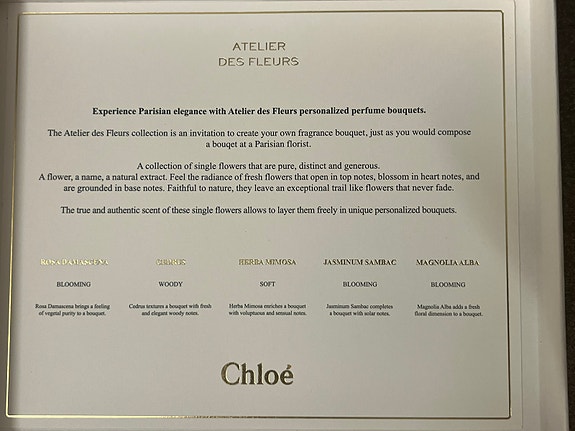 ATELIER
DES FLEURS
Experience Parisian elegance with Atelier des Fleurs personalized perfume bouquets.
The Atelier des Fleurs collection is an invitation to create your own fragrance bouquet, just as you would compose
a bouqet at a Parisian florist.
A collection of single flowers that are pure, distinct and generous.
A flower, a name, a natural extract. Feel the radiance of fresh flowers that open in top notes, blossom in heart notes, and
are grounded in base notes. Faithful to nature, they leave an exceptional trail like flowers that never fade.
The true and authentic scent of these single flowers allows to layer them freely in unique personalized bouquets.
ROSA DAMASCENA CEDRUS HERBA MIMOSA JASMINUM SAMBAC MAGNOLIA ALBA
BLOOMING WOODY SOFT BLOOMING BLOOMING
Rosa Damascena brings a feeling Cedrus textures a bouquet with fresh Herba Mimosa enriches a bouquet Jasminum Sambac completes Magnolia Alba adds a fresh
of vegetal purity to a bouquet. and elegant woody notes. with voluptuous and sensual notes. a bouquet with solar notes. floral dimension to a bouquet.
Chloé